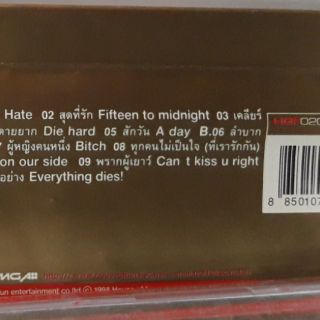 Hate 02 สุดที่รัก Fifteen to midnight 03 เคลียร์
ตายยาก Die hard 05 สักวัน A day B.06 ลำบาก
ผู้หญิงคนหนึ่ง Bitch 08 ทุกคนไม่เป็นใจ (ที่เรารักกัน)
on our side 09 พรากผู้เยาว์ Can t kiss u right
อย่าง Everything dies!
8 850107
entertainment co ltd